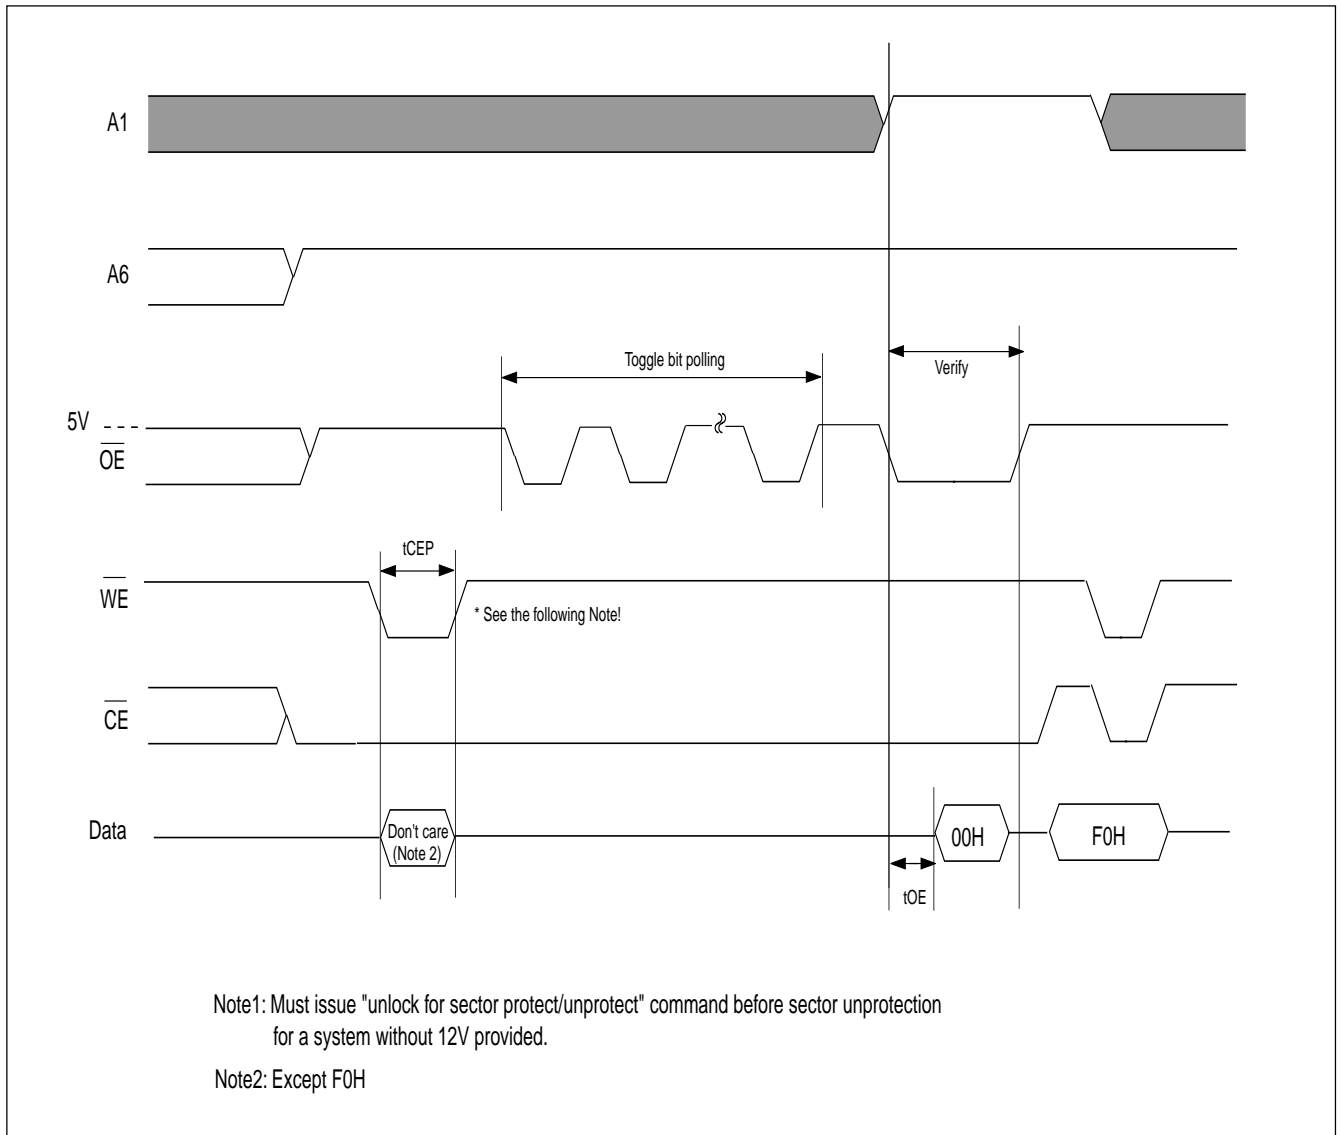 A1
A6
Toggle bit polling
Verify
5V
OE
tCEP
WE
* See the following Note!
CE
Data
Don't care
(Note 2)
00H
F0H
tOE
Note1: Must issue "unlock for sector protect/unprotect" command before sector unprotection
for a system without 12V provided.
Note2: Except F0H